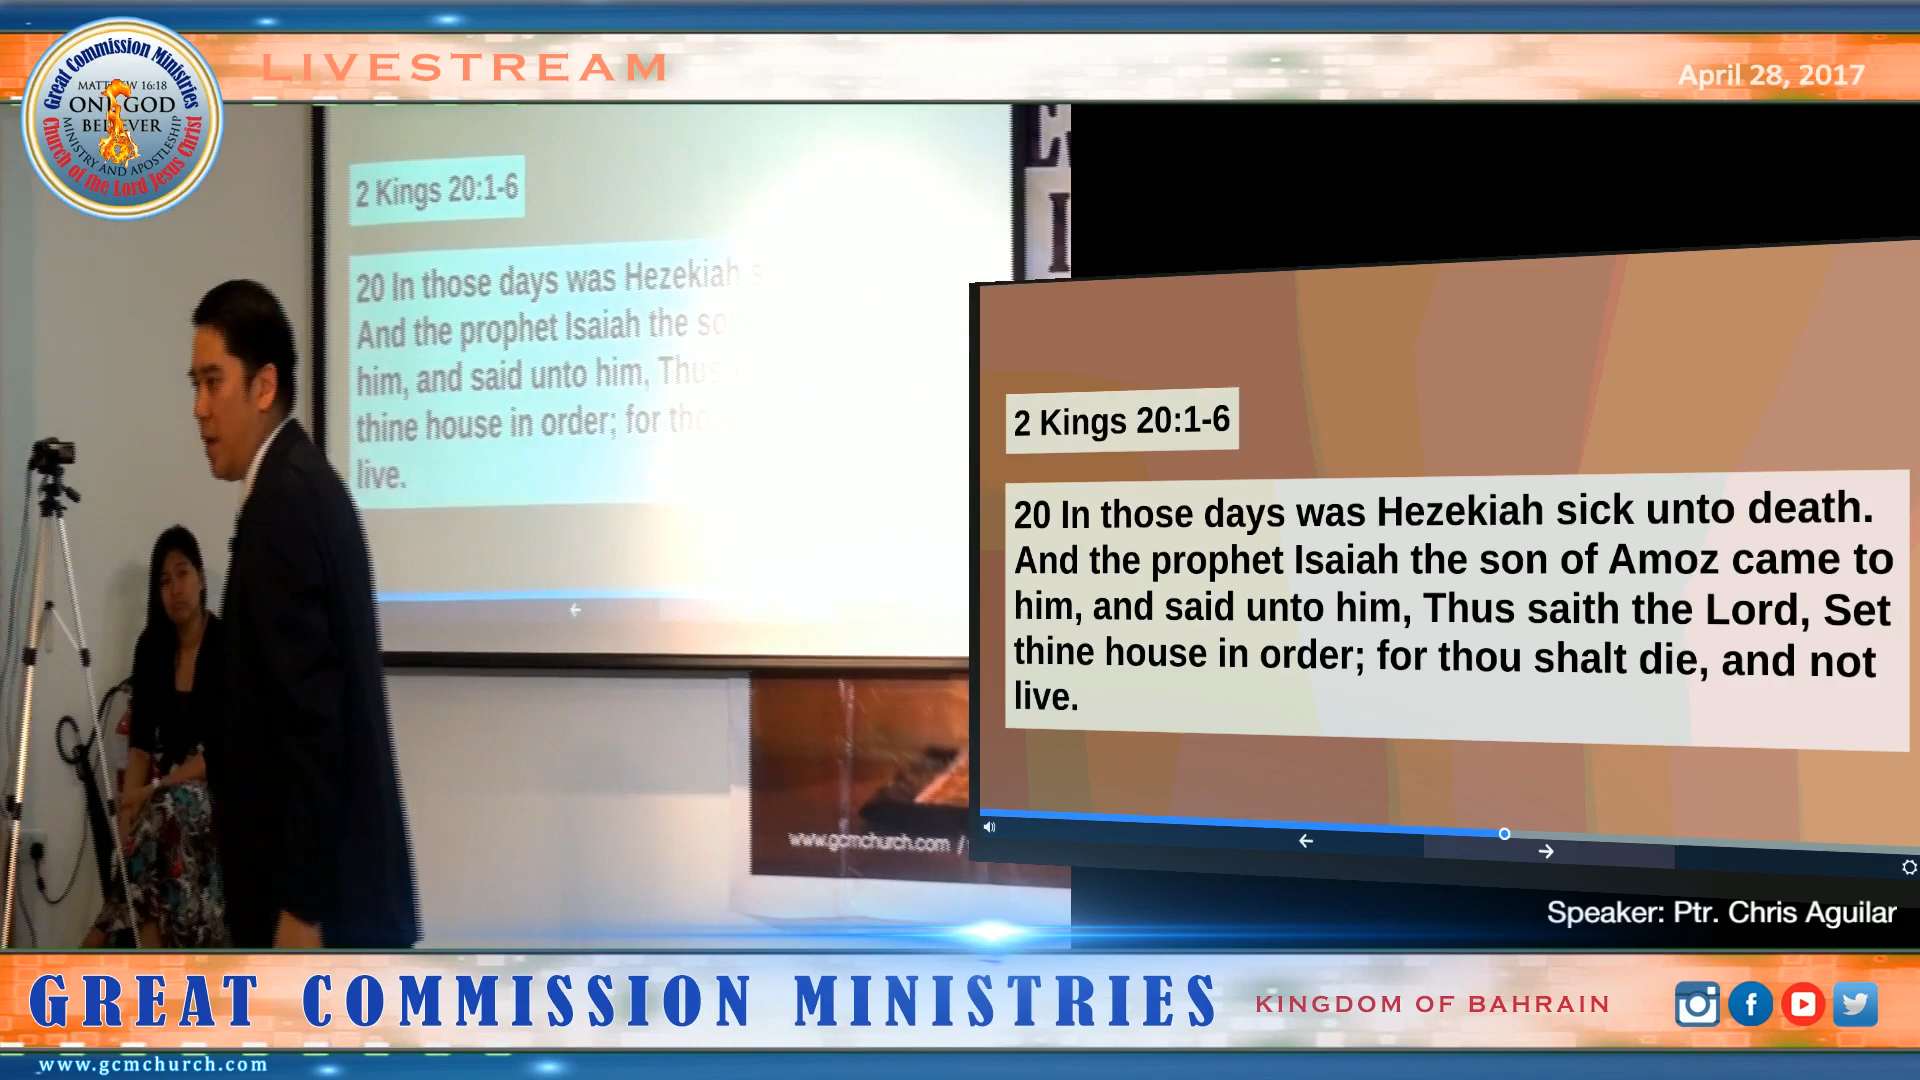 LIVESTREAM
April 28, 2017
Great Commission Ministries
MATTHEW 16:18
ONE GOD
BELIEVER
MINISTRY AND APOSTLESHIP
Church of the Lord Jesus Christ
2 Kings 20:1-6
20 In those days was Hezekiah s
And the prophet Isaiah the so
him, and said unto him, Thus
thine house in order; for tho
live.
www.gcmchurch.com /
2 Kings 20:1-6
20 In those days was Hezekiah sick unto death.
And the prophet Isaiah the son of Amoz came to
him, and said unto him, Thus saith the Lord, Set
thine house in order; for thou shalt die, and not
live.
Speaker: Ptr. Chris Aguilar
GREAT COMMISSION MINISTRIES
KINGDOM OF BAHRAIN
www.gcmchurch.com